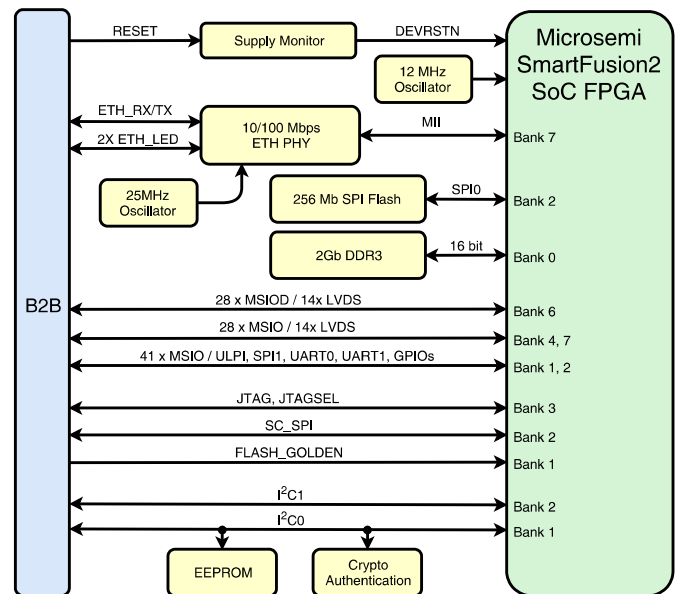 RESET
Supply Monitor
DEVRSTN
Microsemi
SmartFusion2
SoC FPGA
12 MHz
Oscillator
ETH_RX/TX
2X ETH_LED
10/100 Mbps
ETH PHY
MII
Bank 7
25MHz
Oscillator
256 Mb SPI Flash
SPI0
Bank 2
2Gb DDR3
16 bit
Bank 0
B2B
28 x MSIOD / 14x LVDS
Bank 6
28 x MSIO / 14x LVDS
Bank 4, 7
41 x MSIO / ULPI, SPI1, UART0, UART1, GPIOs
Bank 1, 2
JTAG, JTAGSEL
Bank 3
SC_SPI
Bank 2
FLASH_GOLDEN
Bank 1
I²C1
Bank 2
I²C0
Bank 1
EEPROM
Crypto
Authentication